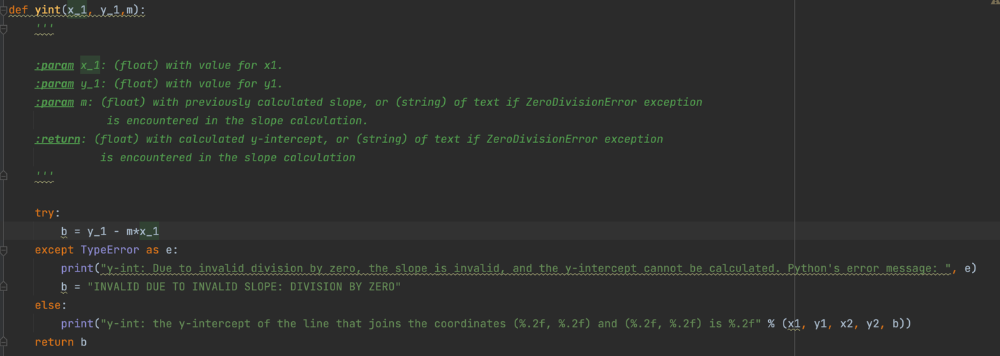 def yint(x_1, y_1,m):
'''
:param x_1: (float) with value for x1.
:param y_1: (float) with value for y1.
:param m: (float) with previously calculated slope, or (string) of text if ZeroDivisionError exception
is encountered in the slope calculation.
:return: (float) with calculated y-intercept, or (string) of text if ZeroDivisionError exception
is encountered in the slope calculation
'''
try:
b = y_1 - m*x_1
except TypeError as e:
print("y-int: Due to invalid division by zero, the slope is invalid, and the y-intercept cannot be calculated. Python's error message: ", e)
b = "INVALID DUE TO INVALID SLOPE: DIVISION BY ZERO"
else:
print("y-int: the y-intercept of the line that joins the coordinates (%.2f, %.2f) and (%.2f, %.2f) is %.2f" % (x1, y1, x2, y2, b))
return b